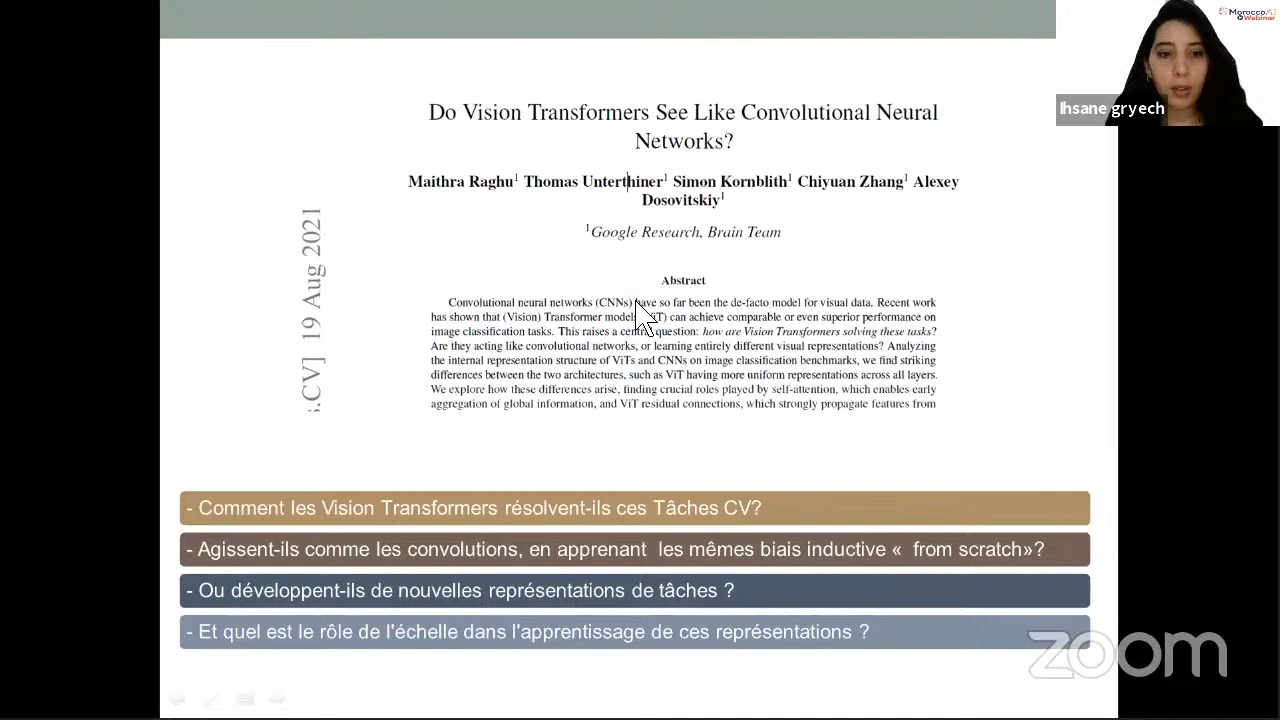 MoroccoAI
Webinar
Ihsane gryech
Do Vision Transformers See Like Convolutional Neural
Networks?
Maithra Raghu1 Thomas Unterthiner1 Simon Kornblith1 Chiyuan Zhang1 Alexey
Dosovitskiy1
1Google Research, Brain Team
s.CV] 19 Aug 2021
Abstract
Convolutional neural networks (CNNs) have so far been the de-facto model for visual data. Recent work
has shown that (Vision) Transformer models (ViT) can achieve comparable or even superior performance on
image classification tasks. This raises a central question: how are Vision Transformers solving these tasks?
Are they acting like convolutional networks, or learning entirely different visual representations? Analyzing
the internal representation structure of ViTs and CNNs on image classification benchmarks, we find striking
differences between the two architectures, such as ViT having more uniform representations across all layers.
We explore how these differences arise, finding crucial roles played by self-attention, which enables early
aggregation of global information, and ViT residual connections, which strongly propagate features from
- Comment les Vision Transformers résolvent-ils ces Tâches CV?
- Agissent-ils comme les convolutions, en apprenant les mêmes biais inductive « from scratch»?
- Ou développent-ils de nouvelles représentations de tâches ?
- Et quel est le rôle de l'échelle dans l'apprentissage de ces représentations ?
zoom